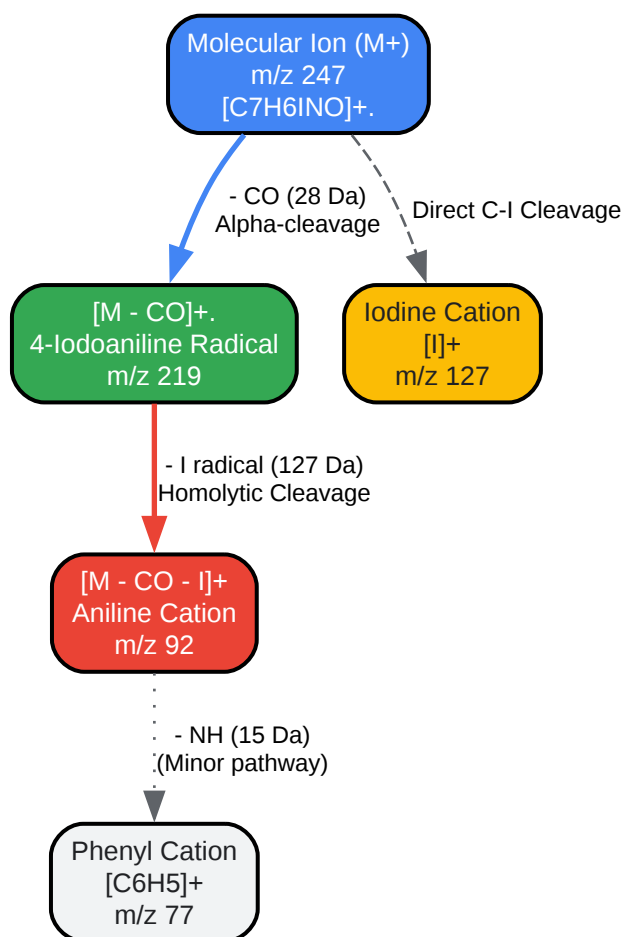 Molecular Ion (M+)
m/z 247
[C7H6INO]+.
- CO (28 Da)
Alpha-cleavage
Direct C-I Cleavage
[M - CO]+.
4-Iodoaniline Radical
m/z 219
Iodine Cation
[I]+
m/z 127
- I radical (127 Da)
Homolytic Cleavage
[M - CO - I]+
Aniline Cation
m/z 92
- NH (15 Da)
(Minor pathway)
Phenyl Cation
[C6H5]+
m/z 77